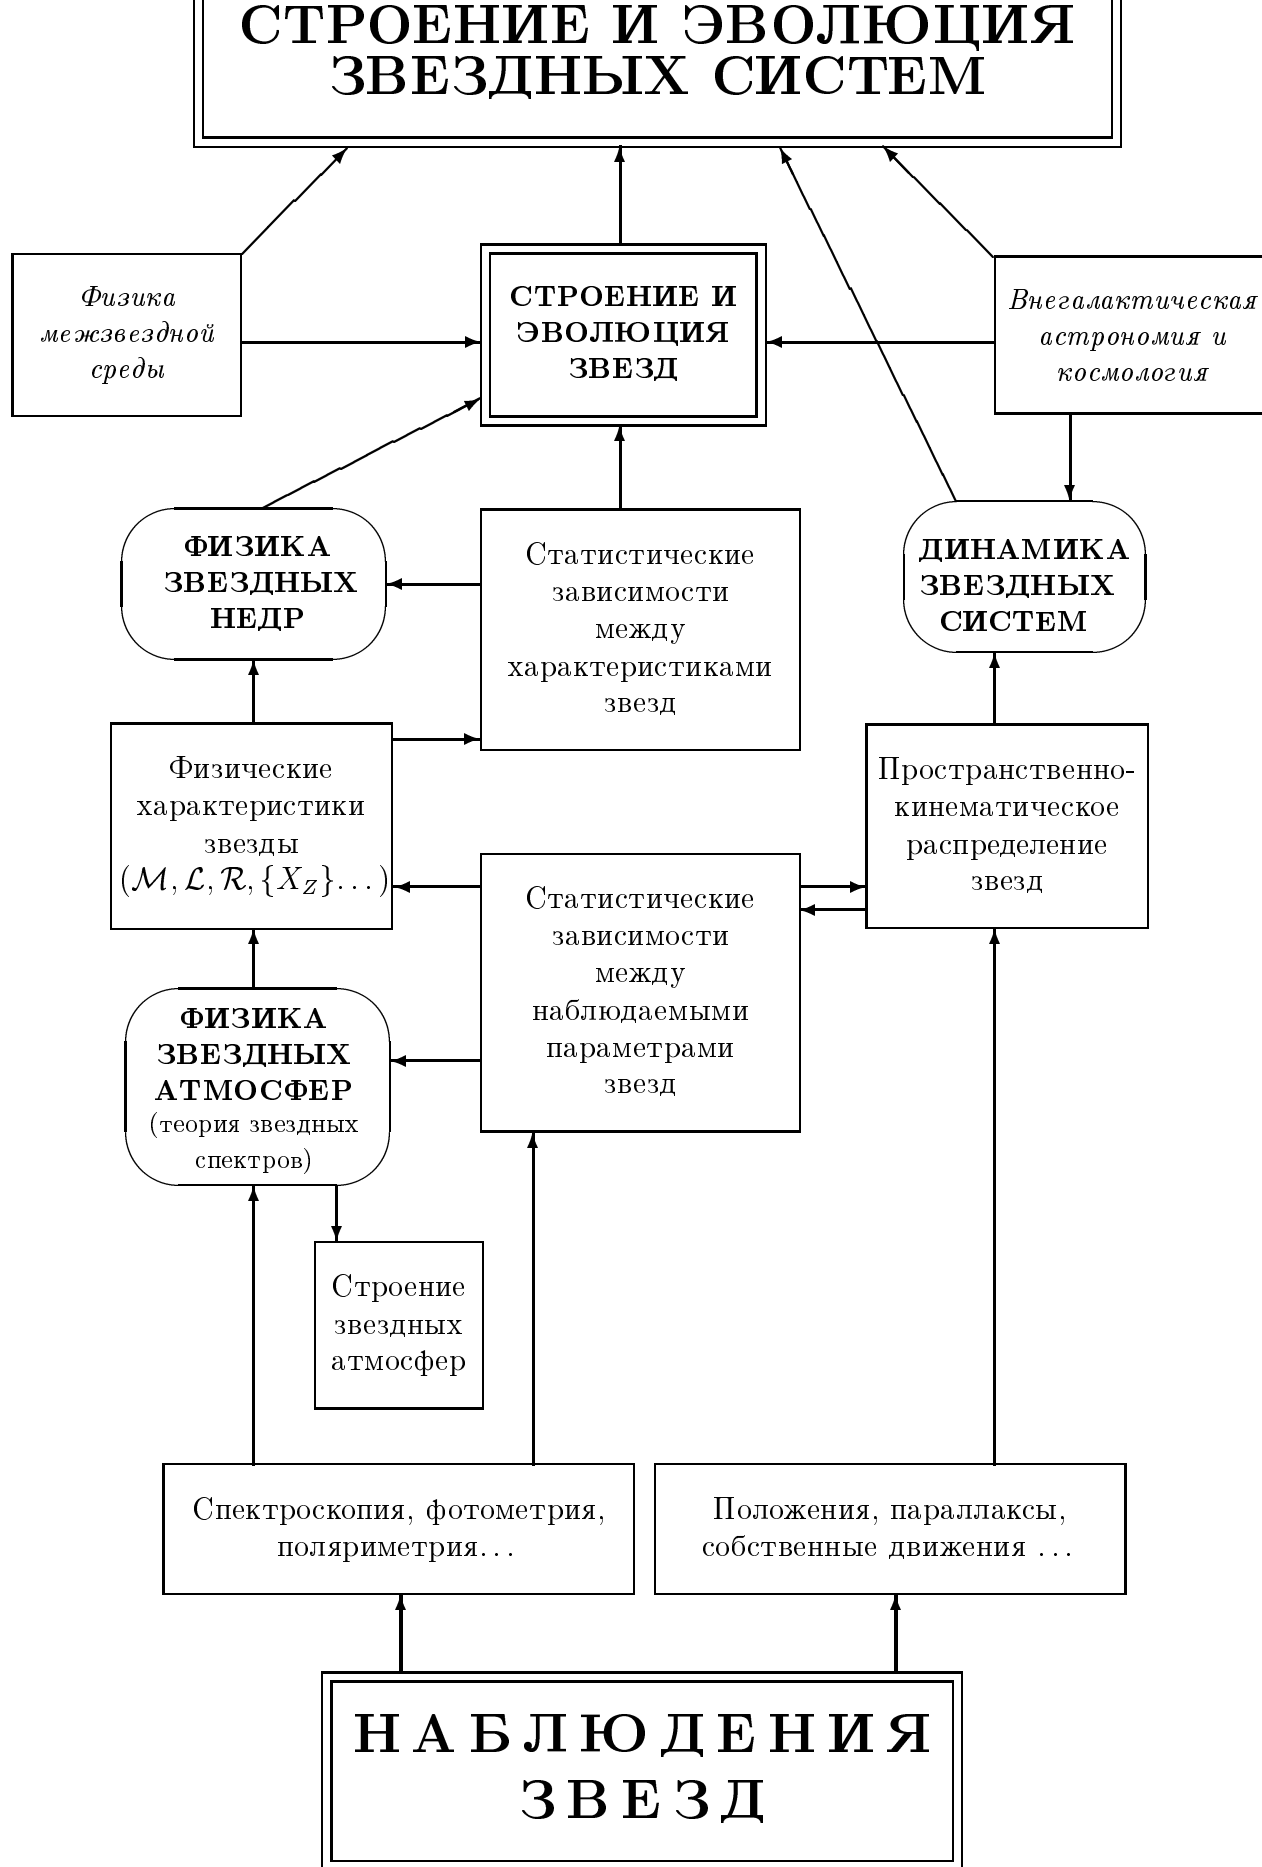 СТРОЕНИЕ И ЭВОЛЮЦИЯ
ЗВЕЗДНЫХ СИСТЕМ
Физика
межзвездной
среды
СТРОЕНИЕ И
ЭВОЛЮЦИЯ
ЗВЕЗД
Внегалактическая
астрономия и
космология
ФИЗИКА
ЗВЕЗДНЫХ
НЕДР
Статистические
зависимости
между
характеристиками
звезд
ДИНАМИКА
ЗВЕЗДНЫХ
СИСТЕМ
Физические
характеристики
звезды
(ℳ, ℒ, ℛ, {X_Z}...)
Пространственно-
кинематическое
распределение
звезд
Статистические
зависимости
между
наблюдаемыми
параметрами
звезд
ФИЗИКА
ЗВЕЗДНЫХ
АТМОСФЕР
(теория звездных
спектров)
Строение
звездных
атмосфер
Спектроскопия, фотометрия,
поляриметрия...
Положения, параллаксы,
собственные движения ...
НАБЛЮДЕНИЯ
ЗВЕЗД